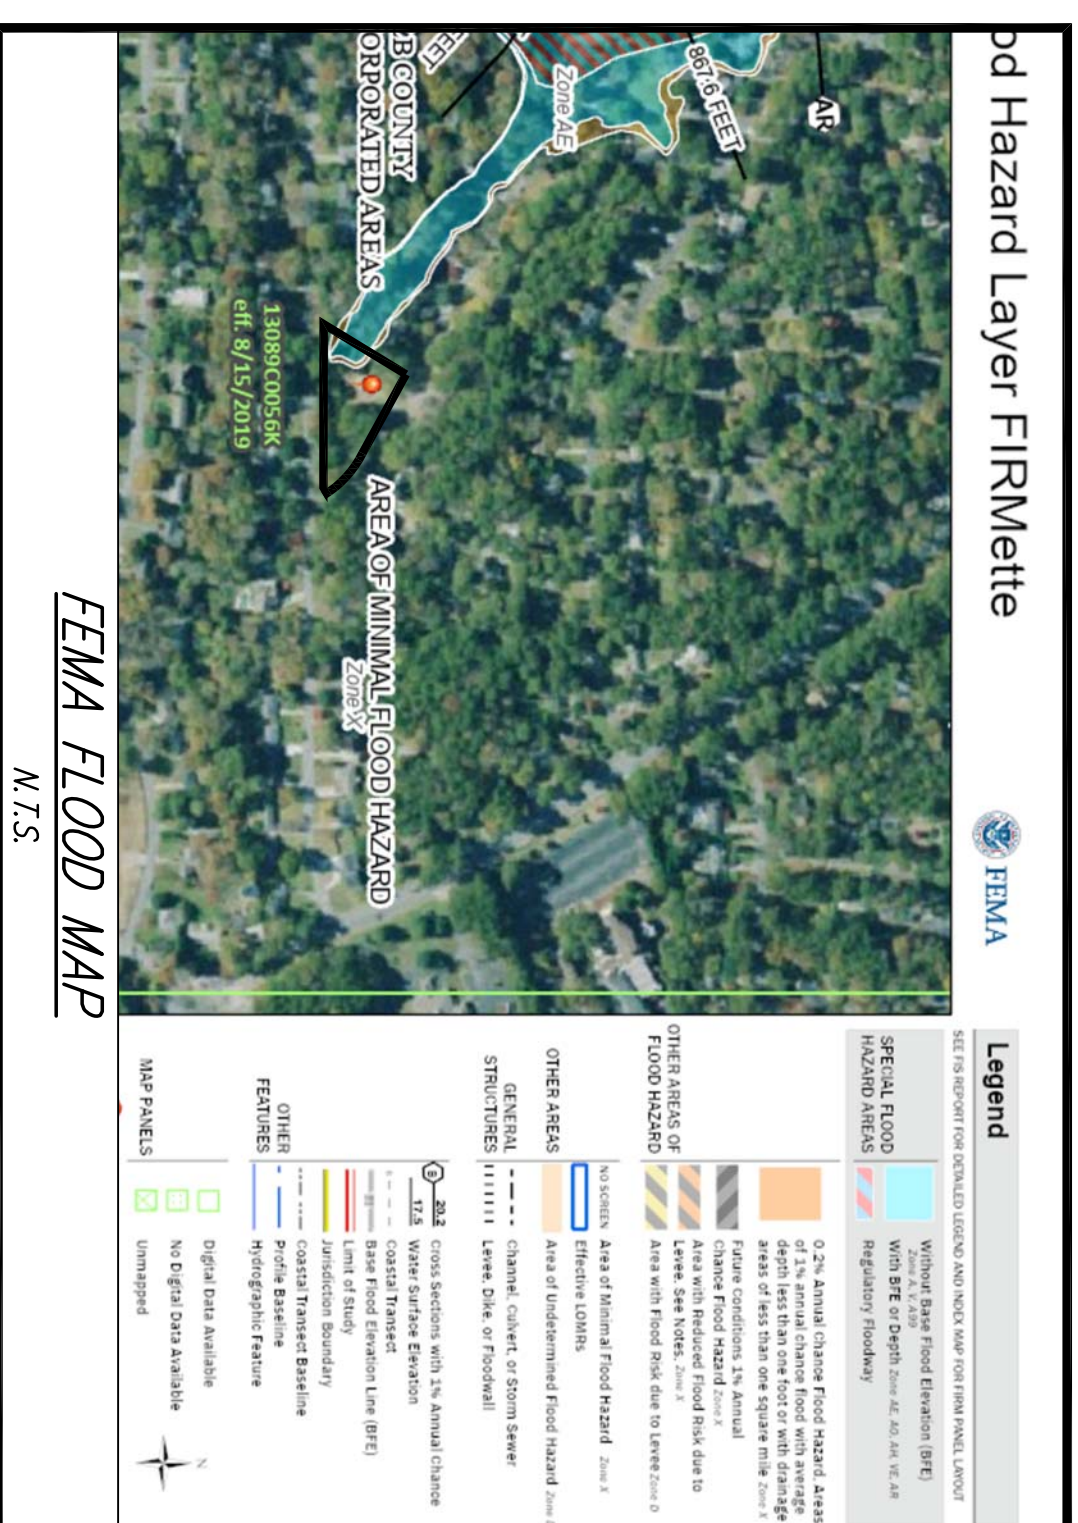 od Hazard Layer FIRMette
FEMA
AR
867.6 FEET
Zone AE
EET
B COUNTY
ORPORATED AREAS
13089C0056K
eff. 8/15/2019
AREA OF MINIMAL FLOOD HAZARD
Zone X
Legend
SEE FIS REPORT FOR DETAILED LEGEND AND INDEX MAP FOR FIRM PANEL LAYOUT
SPECIAL FLOOD
HAZARD AREAS
Without Base Flood Elevation (BFE)
Zone A, V, A99
With BFE or Depth Zone AE, AO, AH, VE, AR
Regulatory Floodway
0.2% Annual Chance Flood Hazard, Areas
of 1% annual chance flood with average
depth less than one foot or with drainage
areas of less than one square mile Zone X
Future Conditions 1% Annual
Chance Flood Hazard Zone X
Area with Reduced Flood Risk due to
Levee. See Notes. Zone X
Area with Flood Risk due to Levee Zone D
OTHER AREAS OF
FLOOD HAZARD
NO SCREEN Area of Minimal Flood Hazard Zone X
Effective LOMRs
OTHER AREAS
Area of Undetermined Flood Hazard Zone
GENERAL
STRUCTURES
Channel, Culvert, or Storm Sewer
Levee, Dike, or Floodwall
B 20.2
17.5
Cross Sections with 1% Annual Chance
Water Surface Elevation
Coastal Transect
Base Flood Elevation Line (BFE)
Limit of Study
Jurisdiction Boundary
Coastal Transect Baseline
OTHER
FEATURES
Profile Baseline
Hydrographic Feature
MAP PANELS
Digital Data Available
No Digital Data Available
Unmapped
N
FEMA FLOOD MAP
N.T.S.